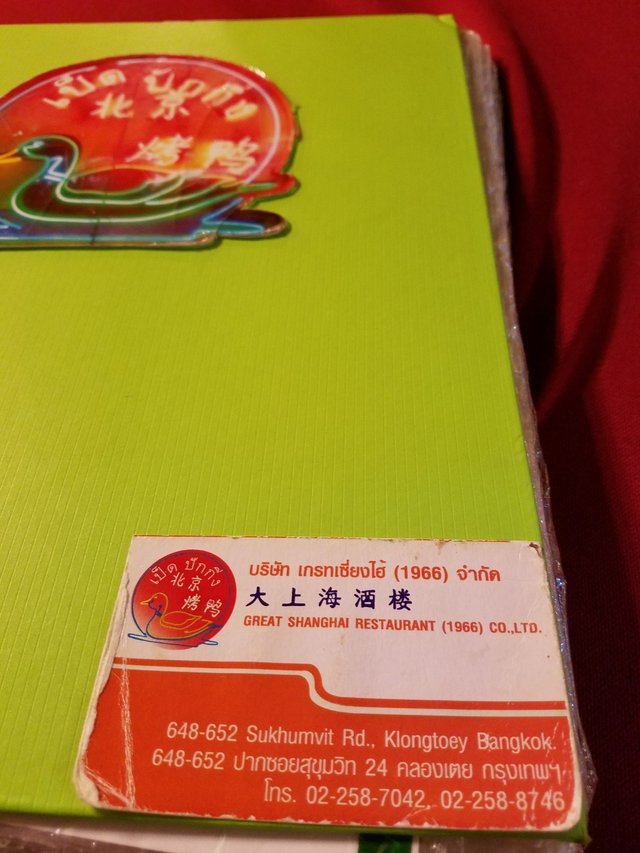 เป็ด ปักกิ่ง
北京
烤鸭
เป็ด ปักกิ่ง
北京
烤鸭
บริษัท เกรทเซี่ยงไฮ้ (1966) จำกัด
大上海酒楼
GREAT SHANGHAI RESTAURANT (1966) CO.,LTD.
648-652 Sukhumvit Rd., Klongtoey Bangkok.
648-652 ปากซอยสุขุมวิท 24 คลองเตย กรุงเทพฯ
โทร. 02-258-7042, 02-258-8746